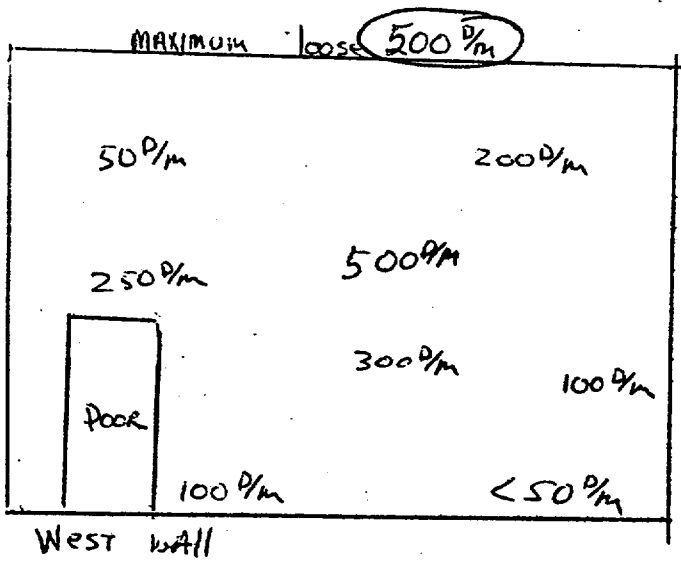 MAXIMUM loose 500 D/m
50 D/m
200 D/m
250 D/m
500 D/M
300 D/m
100 D/m
DOOR
100 D/m
<50 D/m
West wAll